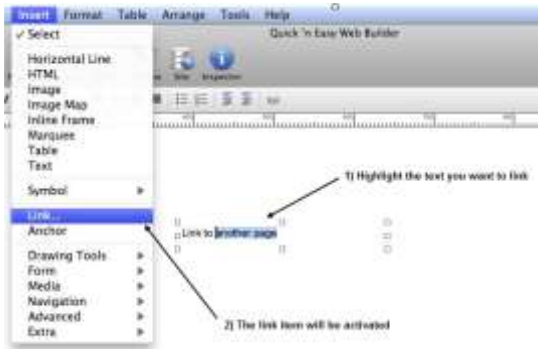 Insert Format Table Arrange Tools Help
Quick 'n Easy Web Builder
✓ Select
Horizontal Line
HTML
Image
Image Map
Inline Frame
Marquee
Table
Text
Symbol
Link...
Anchor
Drawing Tools
Form
Media
Navigation
Advanced
Extra
Site Inspector
1) Highlight the text you want to link
Link to another page
2) The link item will be activated